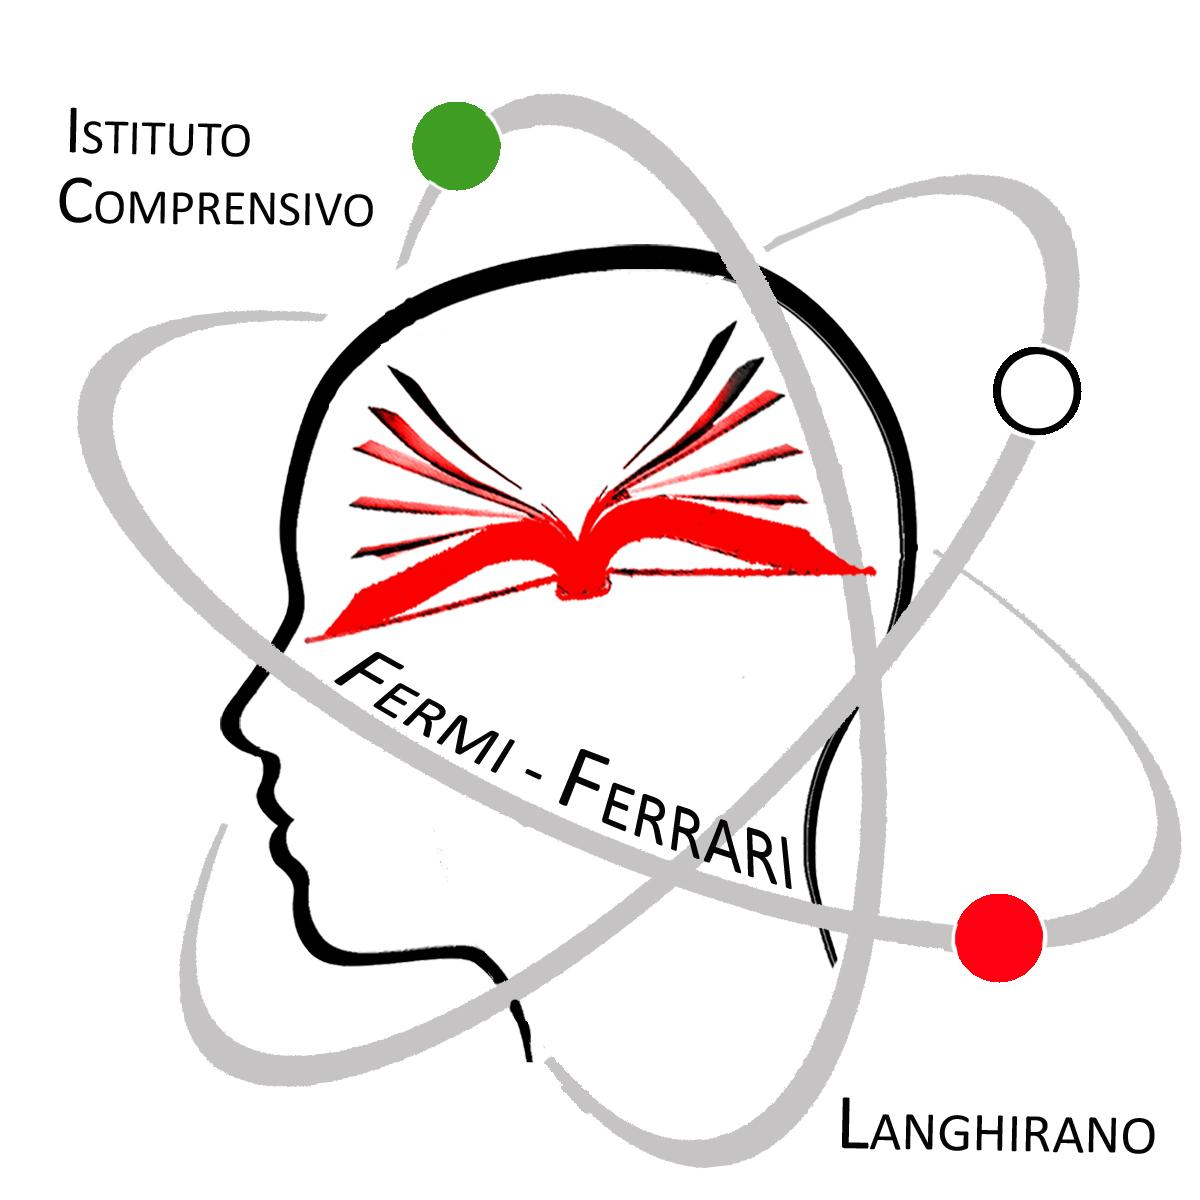 Istituto
Comprensivo
Fermi - Ferrari
Langhirano